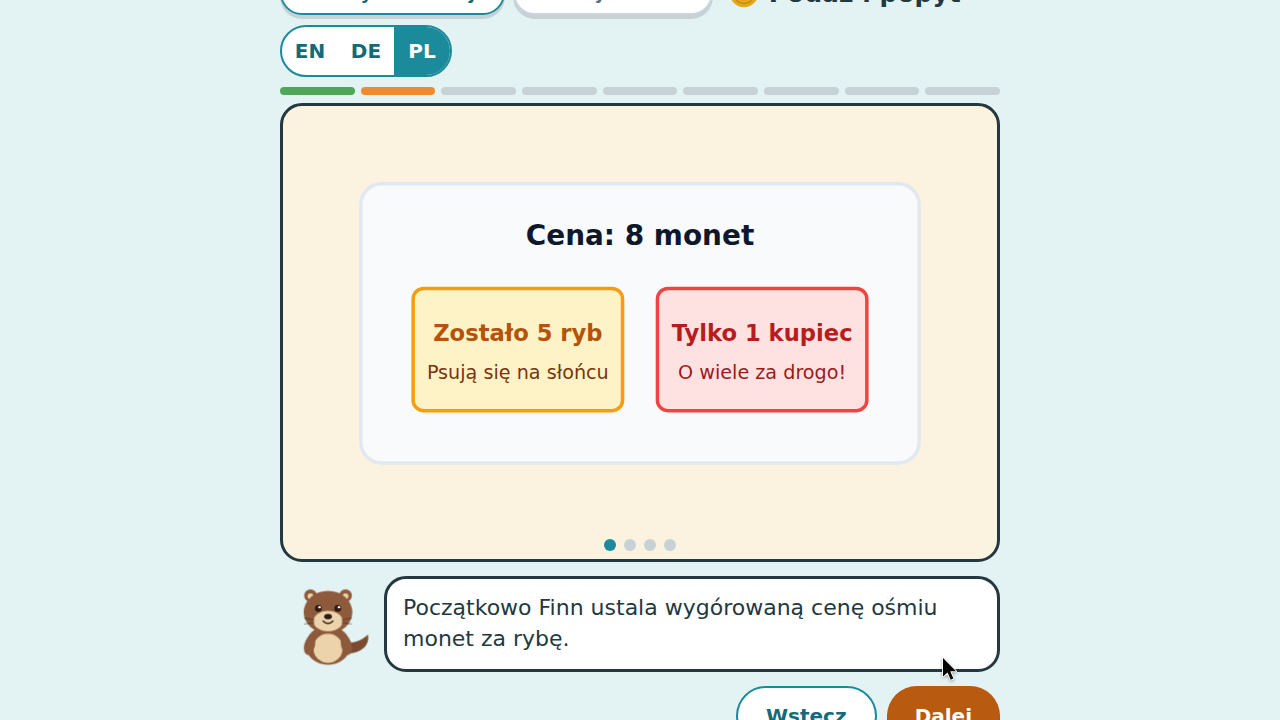 EN DE PL
Cena: 8 monet
Zostało 5 ryb
Psują się na słońcu
Tylko 1 kupiec
O wiele za drogo!
Początkowo Finn ustala wygórowaną cenę ośmiu
monet za rybę.
Wstecz
Dalej